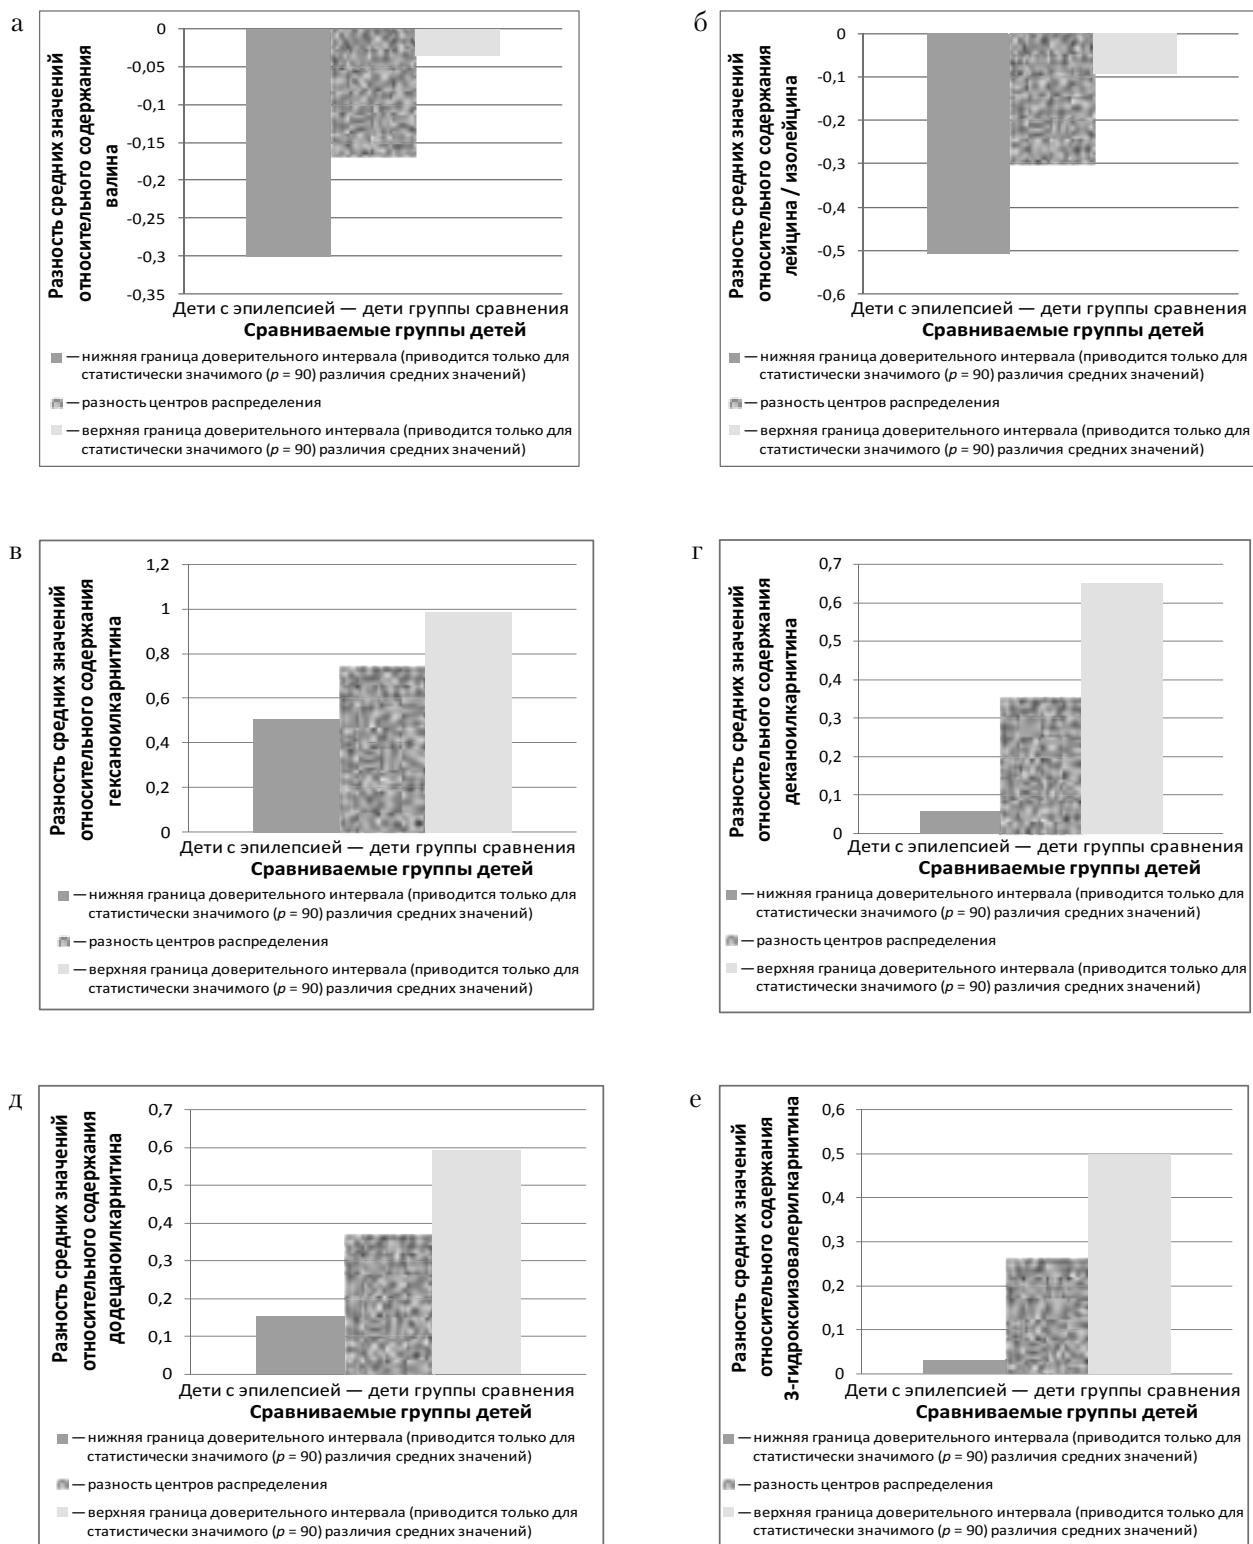 а
Разность средних значений
относительного содержания
валина
0
-0,05
-0,1
-0,15
-0,2
-0,25
-0,3
-0,35
Дети с эпилепсией — дети группы сравнения
Сравниваемые группы детей
— нижняя граница доверительного интервала (приводится только для
статистически значимого (p = 90) различия средних значений)
— разность центров распределения
— верхняя граница доверительного интервала (приводится только для
статистически значимого (p = 90) различия средних значений)
б
Разность средних значений
относительного содержания
лейцина / изолейцина
0
-0,1
-0,2
-0,3
-0,4
-0,5
-0,6
Дети с эпилепсией — дети группы сравнения
Сравниваемые группы детей
— нижняя граница доверительного интервала (приводится только для
статистически значимого (p = 90) различия средних значений)
— разность центров распределения
— верхняя граница доверительного интервала (приводится только для
статистически значимого (p = 90) различия средних значений)
в
Разность средних значений
относительного содержания
гексаноилкарнитина
1,2
1
0,8
0,6
0,4
0,2
0
Дети с эпилепсией — дети группы сравнения
Сравниваемые группы детей
— нижняя граница доверительного интервала (приводится только для
статистически значимого (p = 90) различия средних значений)
— разность центров распределения
— верхняя граница доверительного интервала (приводится только для
статистически значимого (p = 90) различия средних значений)
г
Разность средних значений
относительного содержания
деканоилкарнитина
0,7
0,6
0,5
0,4
0,3
0,2
0,1
0
Дети с эпилепсией — дети группы сравнения
Сравниваемые группы детей
— нижняя граница доверительного интервала (приводится только для
статистически значимого (p = 90) различия средних значений)
— разность центров распределения
— верхняя граница доверительного интервала (приводится только для
статистически значимого (p = 90) различия средних значений)
д
Разность средних значений
относительного содержания
додецаноилкарнитина
0,7
0,6
0,5
0,4
0,3
0,2
0,1
0
Дети с эпилепсией — дети группы сравнения
Сравниваемые группы детей
— нижняя граница доверительного интервала (приводится только для
статистически значимого (p = 90) различия средних значений)
— разность центров распределения
— верхняя граница доверительного интервала (приводится только для
статистически значимого (p = 90) различия средних значений)
е
Разность средних значений
относительного содержания
3-гидроксиизовалерилкарнитина
0,6
0,5
0,4
0,3
0,2
0,1
0
Дети с эпилепсией — дети группы сравнения
Сравниваемые группы детей
— нижняя граница доверительного интервала (приводится только для
статистически значимого (p = 90) различия средних значений)
— разность центров распределения
— верхняя граница доверительного интервала (приводится только для
статистически значимого (p = 90) различия средних значений)